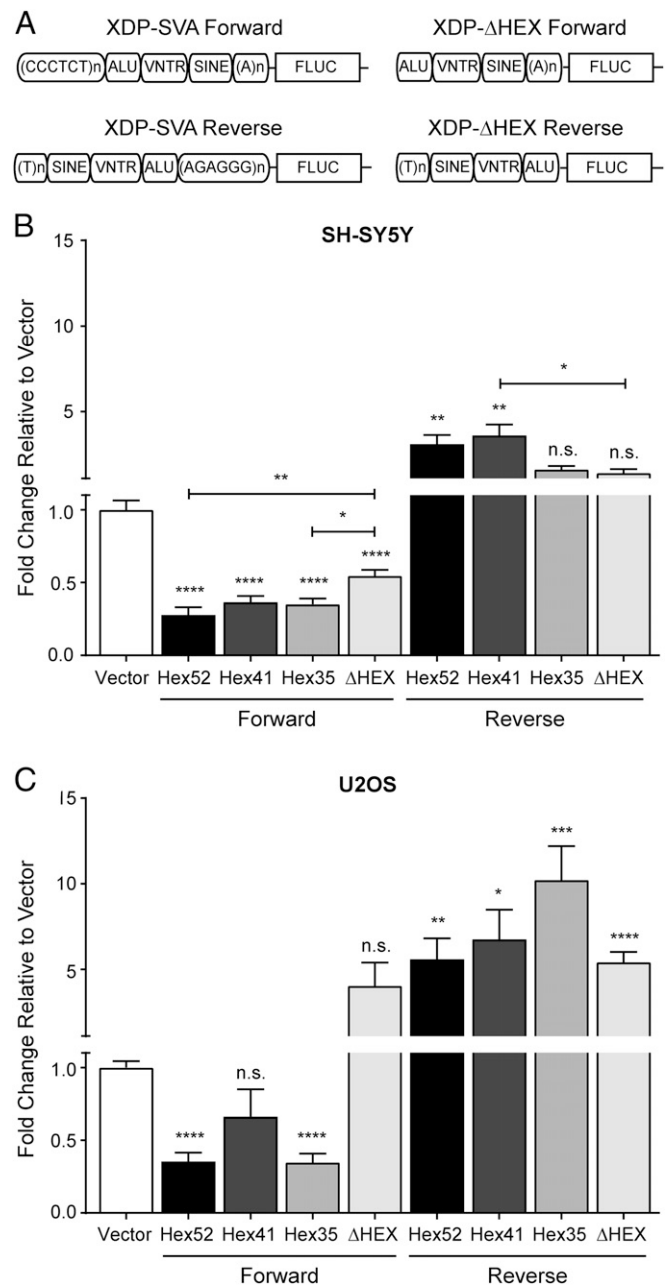 A
XDP-SVA Forward
XDP-ΔHEX Forward
(CCCTCT)n ALU VNTR SINE (A)n FLUC
ALU VNTR SINE (A)n FLUC
XDP-SVA Reverse
XDP-ΔHEX Reverse
(T)n SINE VNTR ALU (AGAGGG)n FLUC
(T)n SINE VNTR ALU FLUC
B
SH-SY5Y
Fold Change Relative to Vector
15
10
5
1.0
0.5
0.0
**
*
**** **** **** ****
** ** n.s. n.s.
*
Vector Hex52 Hex41 Hex35 ΔHEX Hex52 Hex41 Hex35 ΔHEX
Forward Reverse
C
U2OS
Fold Change Relative to Vector
15
10
5
1.0
0.5
0.0
**** n.s. **** n.s. ** * *** ****
Vector Hex52 Hex41 Hex35 ΔHEX Hex52 Hex41 Hex35 ΔHEX
Forward Reverse